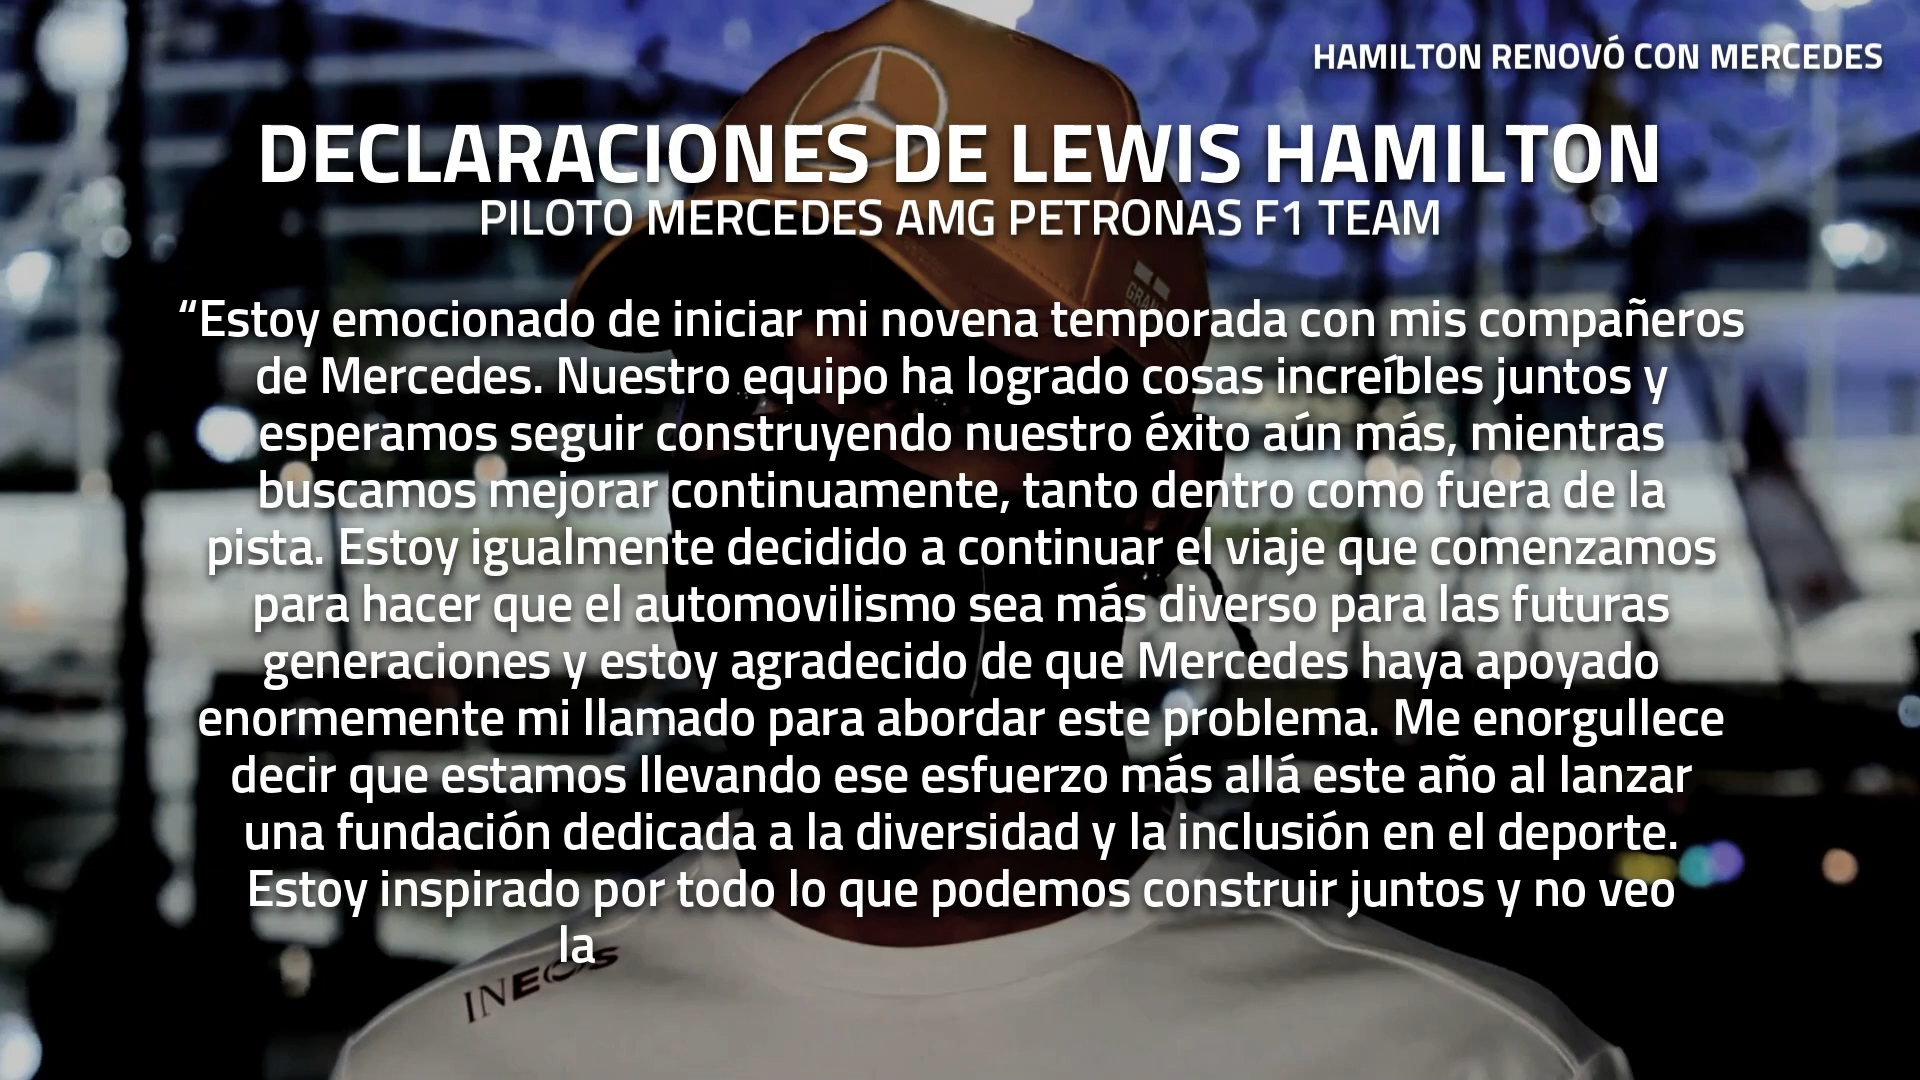 HAMILTON RENOVÓ CON MERCEDES
DECLARACIONES DE LEWIS HAMILTON
PILOTO MERCEDES AMG PETRONAS F1 TEAM
“Estoy emocionado de iniciar mi novena temporada con mis compañeros
de Mercedes. Nuestro equipo ha logrado cosas increíbles juntos y
esperamos seguir construyendo nuestro éxito aún más, mientras
buscamos mejorar continuamente, tanto dentro como fuera de la
pista. Estoy igualmente decidido a continuar el viaje que comenzamos
para hacer que el automovilismo sea más diverso para las futuras
generaciones y estoy agradecido de que Mercedes haya apoyado
enormemente mi llamado para abordar este problema. Me enorgullece
decir que estamos llevando ese esfuerzo más allá este año al lanzar
una fundación dedicada a la diversidad y la inclusión en el deporte.
Estoy inspirado por todo lo que podemos construir juntos y no veo
la
INEOS